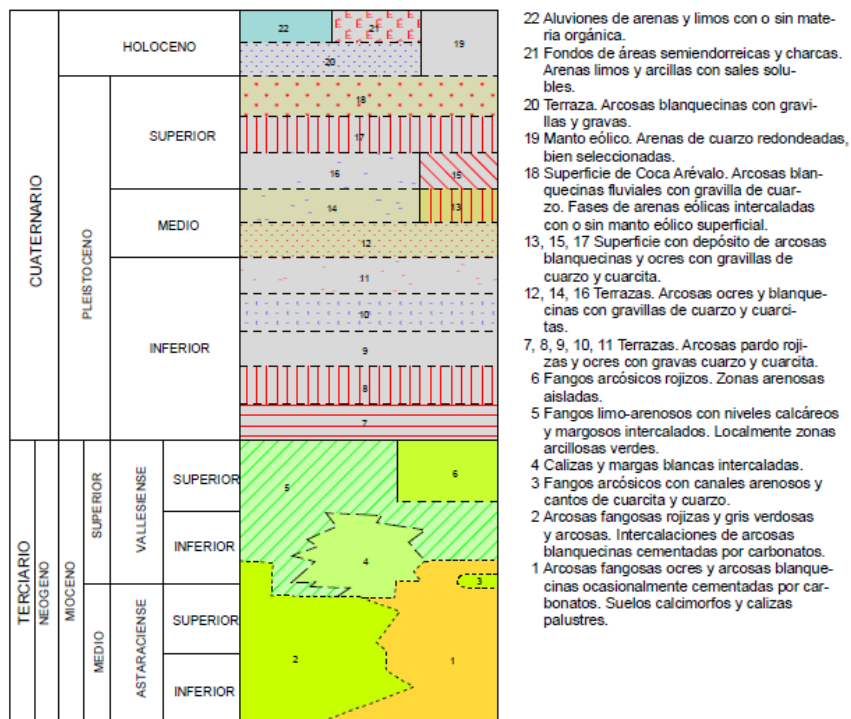 CUATERNARIO
HOLOCENO
PLEISTOCENO
SUPERIOR
MEDIO
INFERIOR
TERCIARIO
NEOGENO
MIOCENO
SUPERIOR
MEDIO
VALLESIENSE
ASTARACIENSE
SUPERIOR
INFERIOR
SUPERIOR
INFERIOR
22
21
20
19
18
17
16
15
14
13
12
11
10
9
8
7
5
6
4
3
2
1
22 Aluviones de arenas y limos con o sin mate-
ria orgánica.
21 Fondos de áreas semiendorreicas y charcas.
Arenas limos y arcillas con sales solu-
bles.
20 Terraza. Arcosas blanquecinas con gravi-
llas y gravas.
19 Manto eólico. Arenas de cuarzo redondeadas,
bien seleccionadas.
18 Superficie de Coca Arévalo. Arcosas blan-
quecinas fluviales con gravilla de cuar-
zo. Fases de arenas eólicas intercaladas
con o sin manto eólico superficial.
13, 15, 17 Superficie con depósito de arcosas
blanquecinas y ocres con gravillas de
cuarzo y cuarcita.
12, 14, 16 Terrazas. Arcosas ocres y blanque-
cinas con gravillas de cuarzo y cuarci-
tas.
7, 8, 9, 10, 11 Terrazas. Arcosas pardo roji-
zas y ocres con gravas cuarzo y cuarcita.
6 Fangos arcósicos rojizos. Zonas arenosas
aisladas.
5 Fangos limo-arenosos con niveles calcáreos
y margosos intercalados. Localmente zonas
arcillosas verdes.
4 Calizas y margas blancas intercaladas.
3 Fangos arcósicos con canales arenosos y
cantos de cuarcita y cuarzo.
2 Arcosas fangosas rojizas y gris verdosas
y arcosas. Intercalaciones de arcosas
blanquecinas cementadas por carbonatos.
1 Arcosas fangosas ocres y arcosas blanque-
cinas ocasionalmente cementadas por car-
bonatos. Suelos calcimorfos y calizas
palustres.